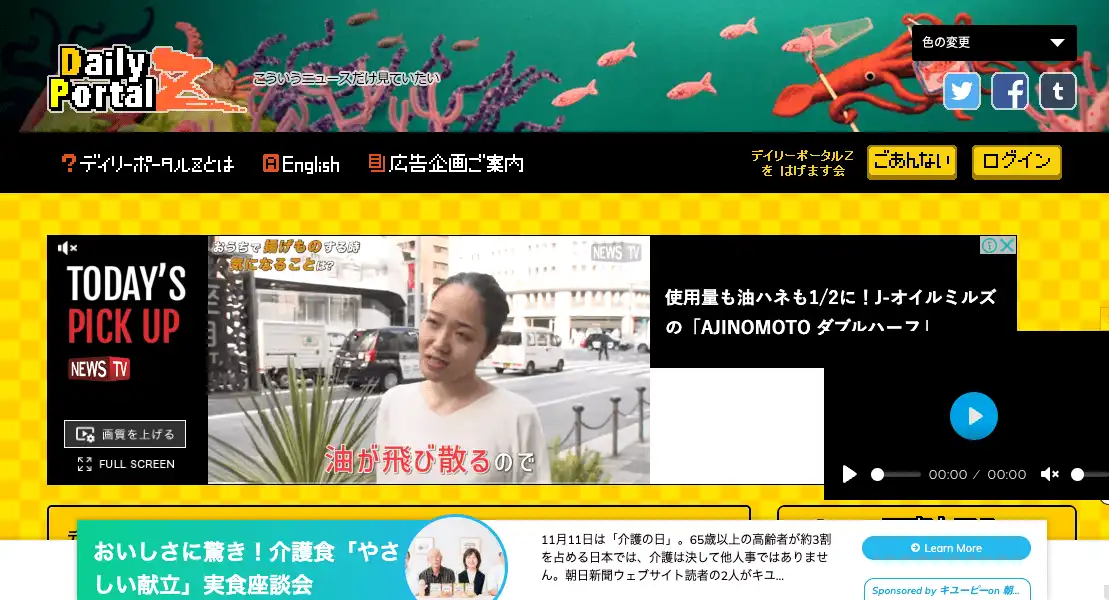 Daily
Portal Z
こういうニュースだけ見ていたい
色の変更
デイリーポータルZとは
English
広告企画ご案内
デイリーポータルZ
を はげます会
ごあんない
ログイン
TODAY'S
PICK UP
NEWS TV
画質を上げる
FULL SCREEN
おうちで揚げものする時
気になることは?
NEWS TV
油が飛び散るので
使用量も油ハネも1/2に！J-オイルミルズ
の「AJINOMOTO ダブルハーフ」
00:00 / 00:00
おいしさに驚き！介護食「やさ
しい献立」実食座談会
11月11日は「介護の日」。65歳以上の高齢者が約3割
を占める日本では、介護は決して他人事ではありませ
ん。朝日新聞ウェブサイト読者の2人がキユ...
Learn More
Sponsored by キユーピーon 朝...